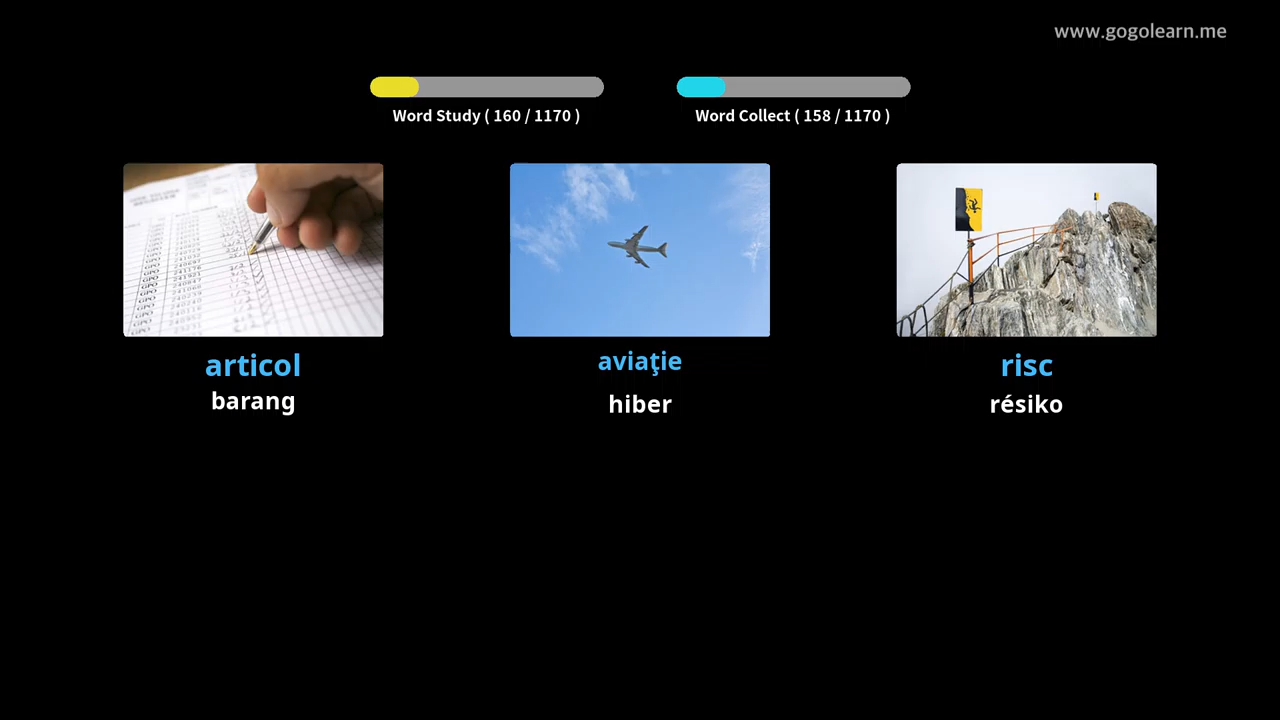 www.gogolearn.me
Word Study ( 160 / 1170 )
Word Collect ( 158 / 1170 )
articol
barang
aviaţie
hiber
risc
résiko